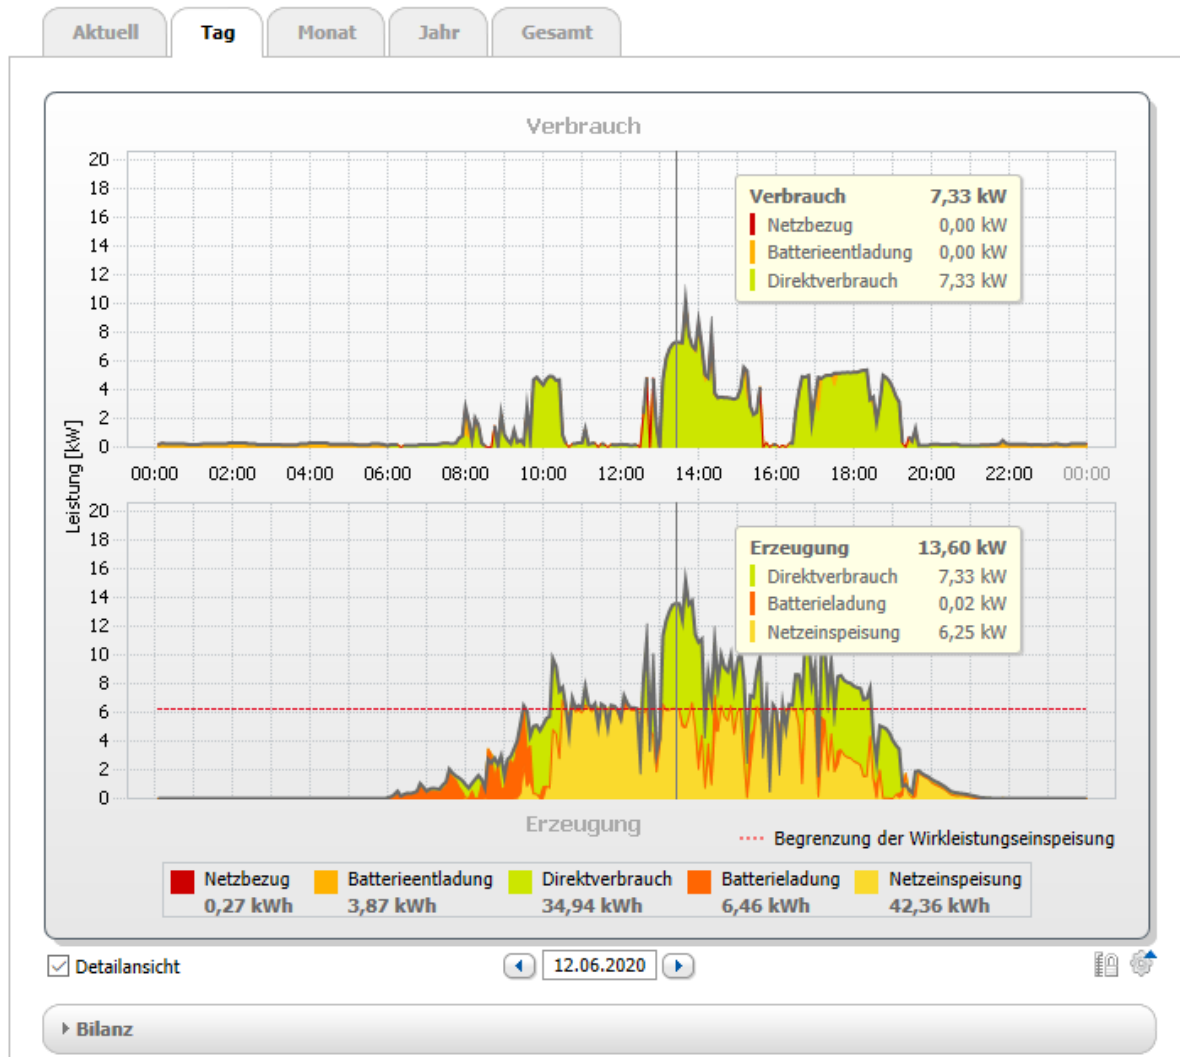 Aktuell Tag Monat Jahr Gesamt
Verbrauch
20
18
16
14
12
10
8
6
4
2
0
Verbrauch 7,33 kW
Netzbezug 0,00 kW
Batterieentladung 0,00 kW
Direktverbrauch 7,33 kW
00:00 02:00 04:00 06:00 08:00 10:00 12:00 14:00 16:00 18:00 20:00 22:00 00:00
Leistung [kW]
20
18
16
14
12
10
8
6
4
2
0
Erzeugung 13,60 kW
Direktverbrauch 7,33 kW
Batterieladung 0,02 kW
Netzeinspeisung 6,25 kW
Erzeugung
Begrenzung der Wirkleistungseinspeisung
Netzbezug Batterieentladung Direktverbrauch Batterieladung Netzeinspeisung
0,27 kWh 3,87 kWh 34,94 kWh 6,46 kWh 42,36 kWh
Detailansicht 12.06.2020
Bilanz